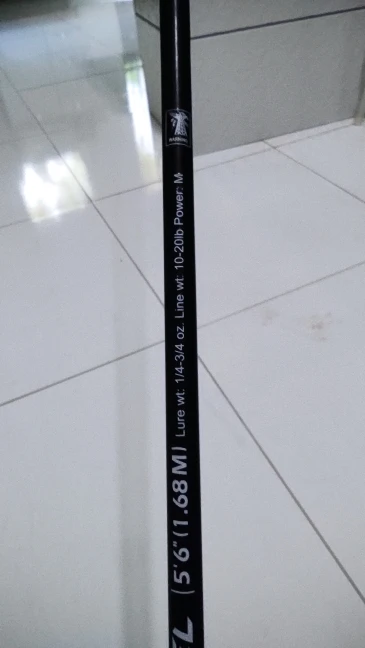 L (5'6"(1.68M) Lure wt: 1/4-3/4 oz. Line wt: 10-20lb Power: M